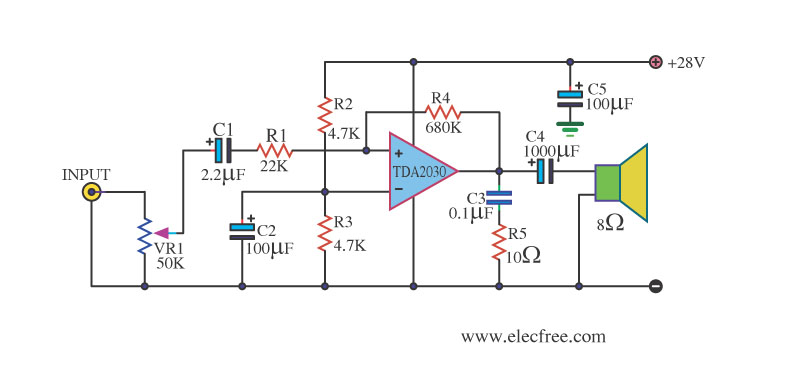 +28V
C5
100µF
R4
680K
R2
4.7K
C1
2.2µF
R1
22K
+
TDA2030
−
C4
1000µF
INPUT
C3
0.1µF
8Ω
VR1
50K
C2
100µF
R3
4.7K
R5
10Ω
www.elecfree.com